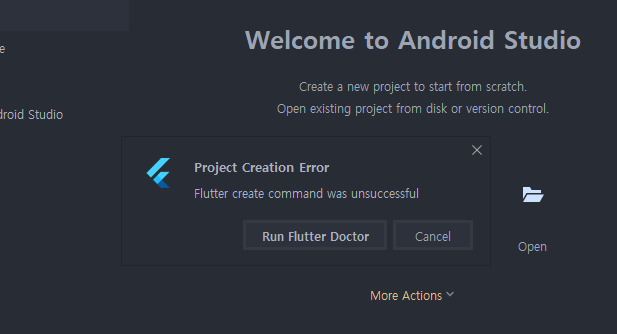 Welcome to Android Studio
Create a new project to start from scratch.
Open existing project from disk or version control.
droid Studio
Project Creation Error
Flutter create command was unsuccessful
Run Flutter Doctor
Cancel
Open
More Actions